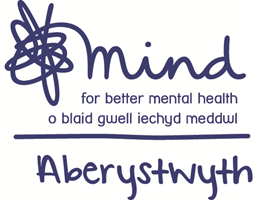 mind
for better mental health
o blaid gwell iechyd meddwl
Aberystwyth